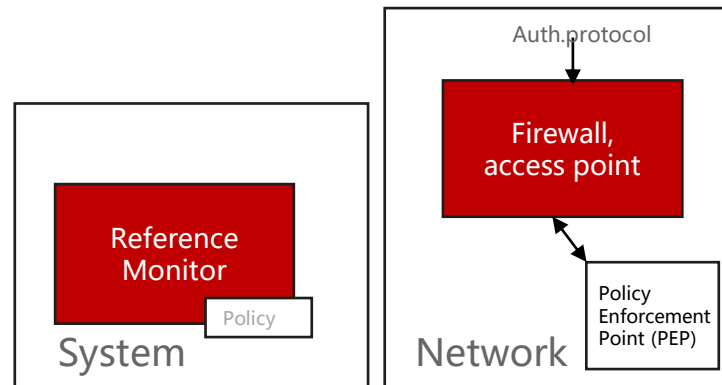 Reference
Monitor
Policy
System
Auth.protocol
Firewall,
access point
Policy
Enforcement
Point (PEP)
Network